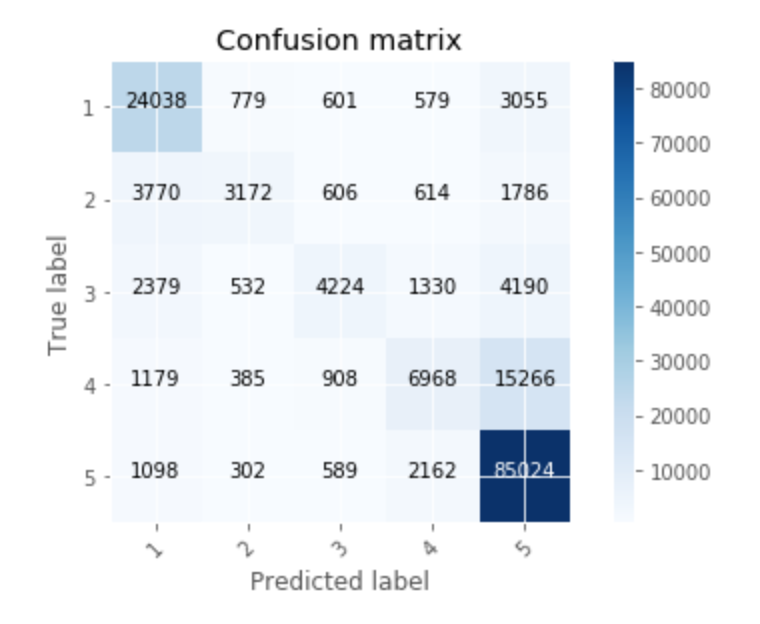 Confusion matrix
1 24038 779 601 579 3055
2 3770 3172 606 614 1786
3 2379 532 4224 1330 4190
4 1179 385 908 6968 15266
5 1098 302 589 2162 85024
1 2 3 4 5
Predicted label
True label
80000
70000
60000
50000
40000
30000
20000
10000